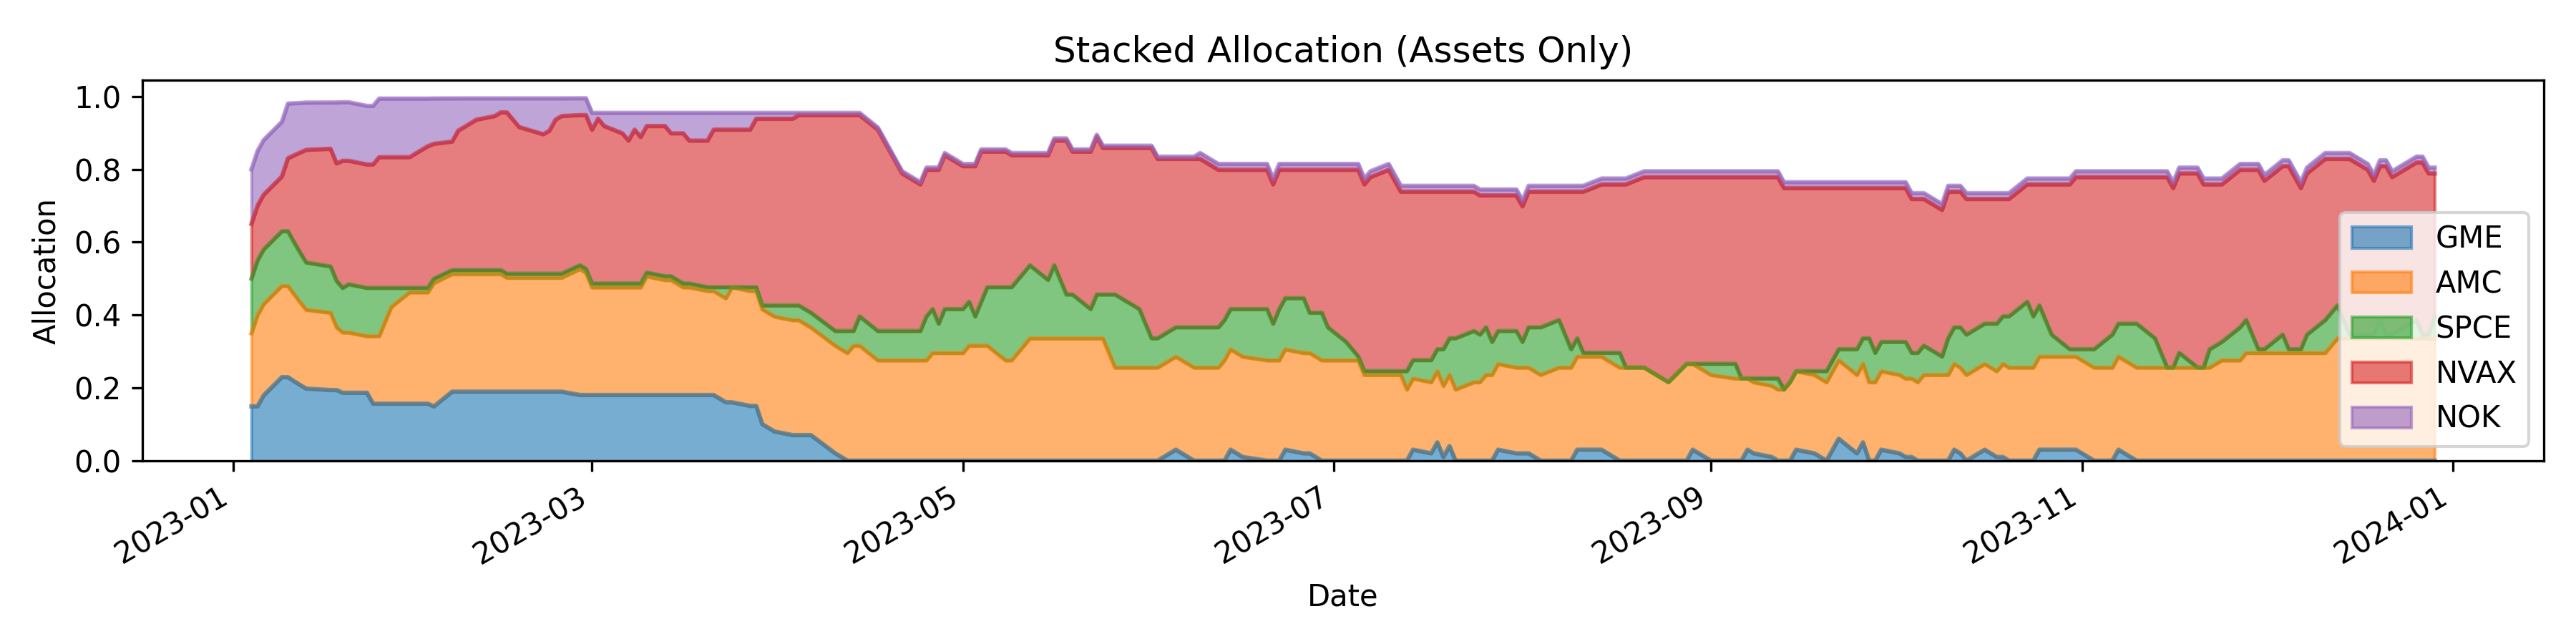 Stacked Allocation (Assets Only)
Allocation
1.0
0.8
0.6
0.4
0.2
0.0
GME
AMC
SPCE
NVAX
NOK
2023-01
2023-03
2023-05
2023-07
2023-09
2023-11
2024-01
Date